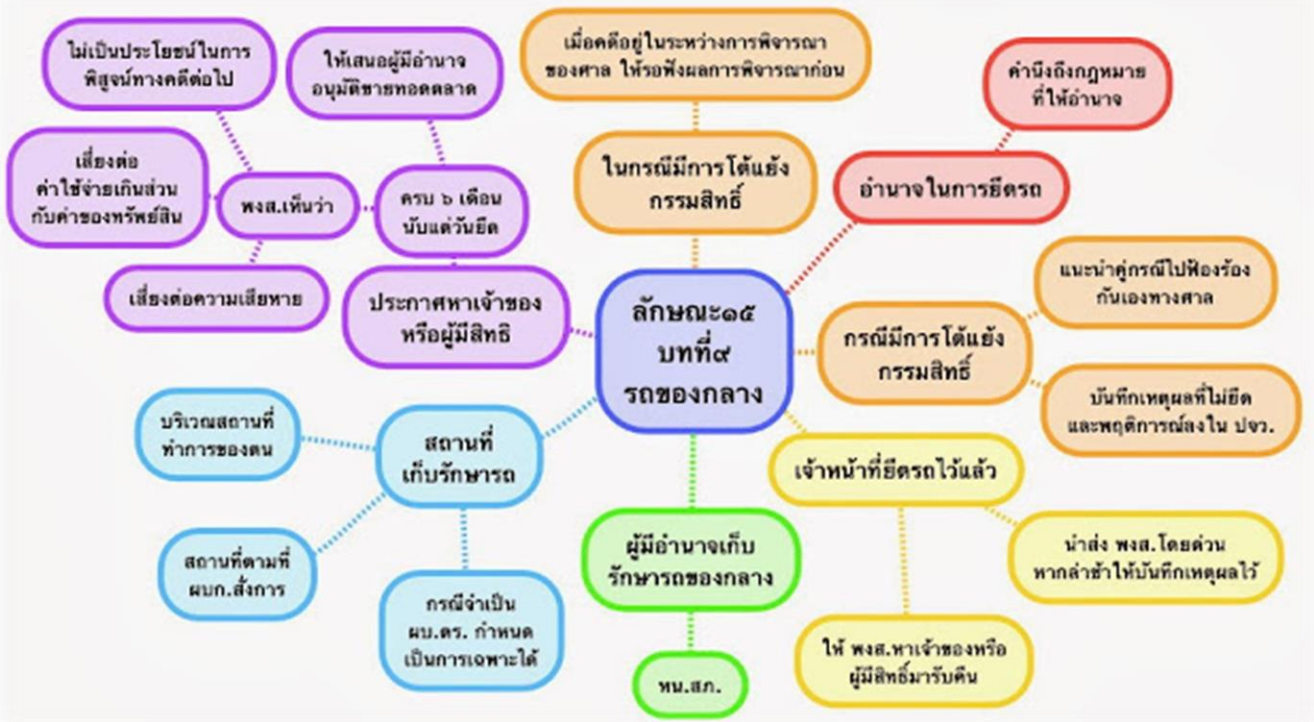 ไม่เป็นประโยชน์ในการ
พิสูจน์ทางคดีต่อไป
ให้เสนอผู้มีอำนาจ
อนุมัติขายทอดตลาด
เมื่อคดีอยู่ในระหว่างการพิจารณา
ของศาล ให้รอฟังผลการพิจารณาก่อน
คำนึงถึงกฎหมาย
ที่ให้อำนาจ
เสี่ยงต่อ
ค่าใช้จ่ายเกินส่วน
กับค่าของทรัพย์สิน
พงส.เห็นว่า
ครบ ๖ เดือน
นับแต่วันยึด
ในกรณีมีการโต้แย้ง
กรรมสิทธิ์
อำนาจในการยึดรถ
เสี่ยงต่อความเสียหาย
ประกาศหาเจ้าของ
หรือผู้มีสิทธิ
ลักษณะ๑๕
บทที่๙
รถของกลาง
กรณีมีการโต้แย้ง
กรรมสิทธิ์
แนะนำคู่กรณีไปฟ้องร้อง
กันเองทางศาล
บันทึกเหตุผลที่ไม่ยึด
และพฤติการณ์ลงใน ปจว.
บริเวณสถานที่
ทำการของตน
สถานที่
เก็บรักษารถ
เจ้าหน้าที่ยึดรถไว้แล้ว
สถานที่ตามที่
ผบก.สั่งการ
กรณีจำเป็น
ผบ.ตร. กำหนด
เป็นการเฉพาะได้
ผู้มีอำนาจเก็บ
รักษารถของกลาง
หน.สภ.
นำส่ง พงส.โดยด่วน
หากล่าช้าให้บันทึกเหตุผลไว้
ให้ พงส.หาเจ้าของหรือ
ผู้มีสิทธิ์มารับคืน